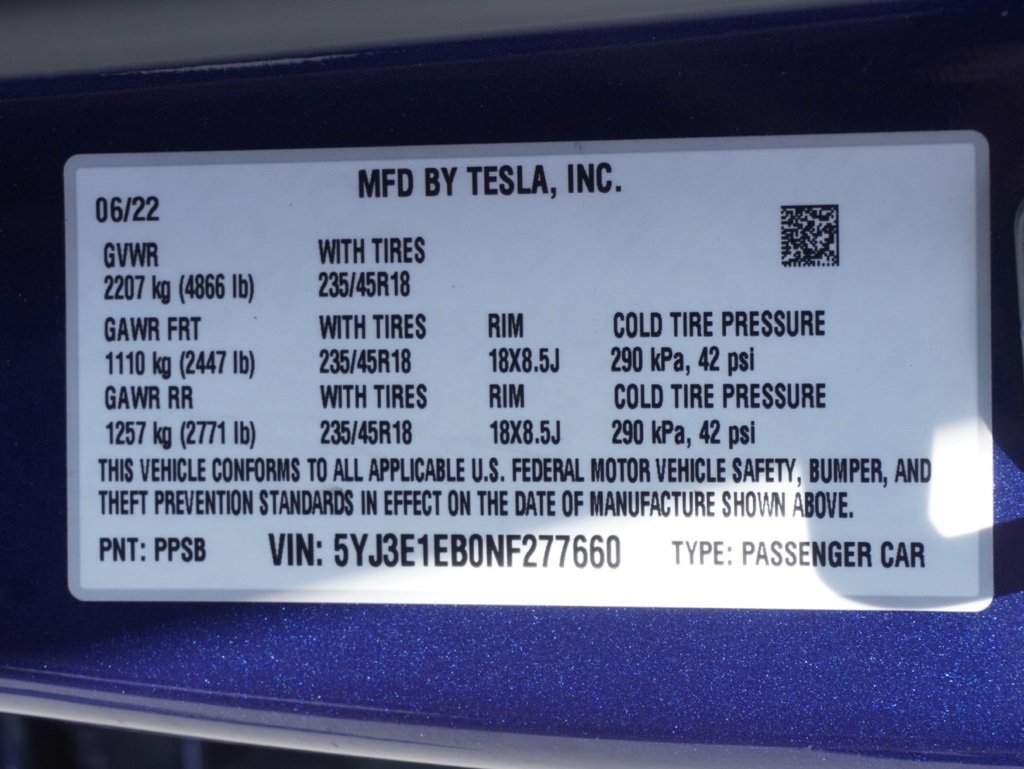 MFD BY TESLA, INC.
06/22
GVWR WITH TIRES
2207 kg (4866 lb) 235/45R18
GAWR FRT WITH TIRES RIM COLD TIRE PRESSURE
1110 kg (2447 lb) 235/45R18 18X8.5J 290 kPa, 42 psi
GAWR RR WITH TIRES RIM COLD TIRE PRESSURE
1257 kg (2771 lb) 235/45R18 18X8.5J 290 kPa, 42 psi
THIS VEHICLE CONFORMS TO ALL APPLICABLE U.S. FEDERAL MOTOR VEHICLE SAFETY, BUMPER, AND
THEFT PREVENTION STANDARDS IN EFFECT ON THE DATE OF MANUFACTURE SHOWN ABOVE.
PNT: PPSB VIN: 5YJ3E1EB0NF277660 TYPE: PASSENGER CAR